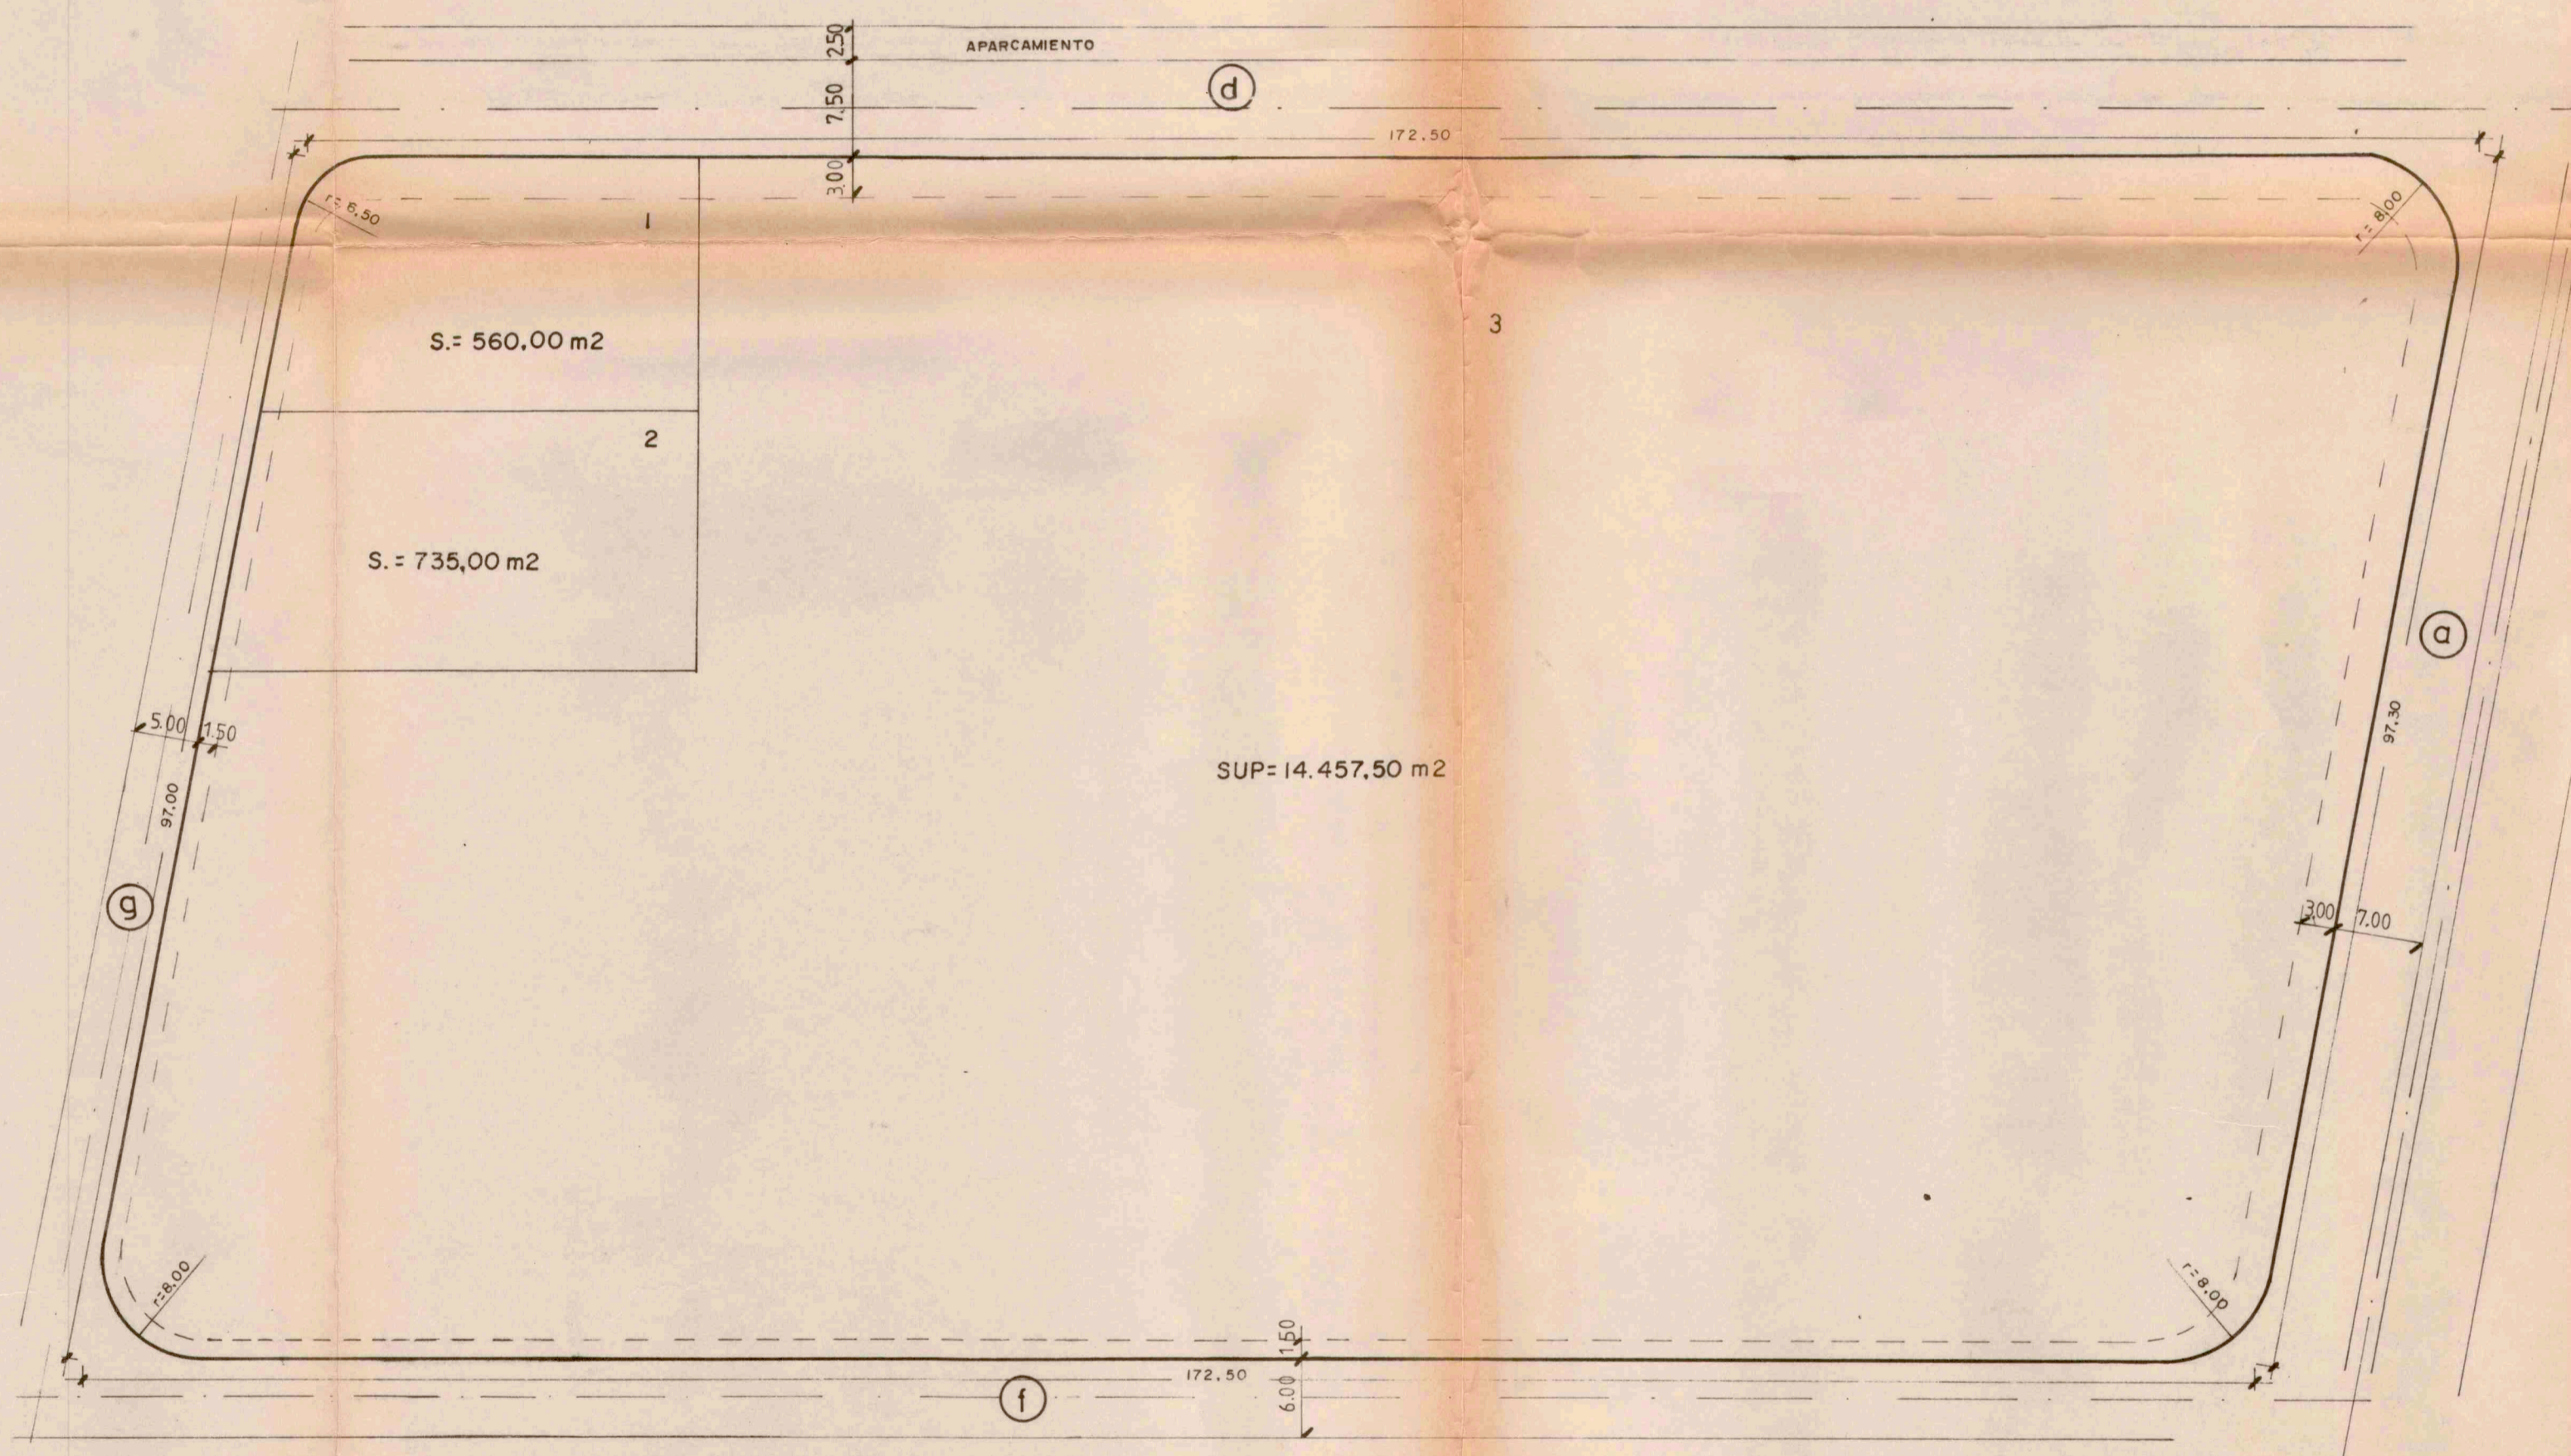 2.50
APARCAMIENTO
d
7.50
172.50
3.00
r= 6.50
r= 8.00
1
3
S.= 560,00 m2
2
S.= 735,00 m2
a
5.00
1.50
97.30
SUP= 14.457,50 m2
97.00
g
3.00
7.00
r=8.00
r=8.00
1.50
172.50
6.00
f